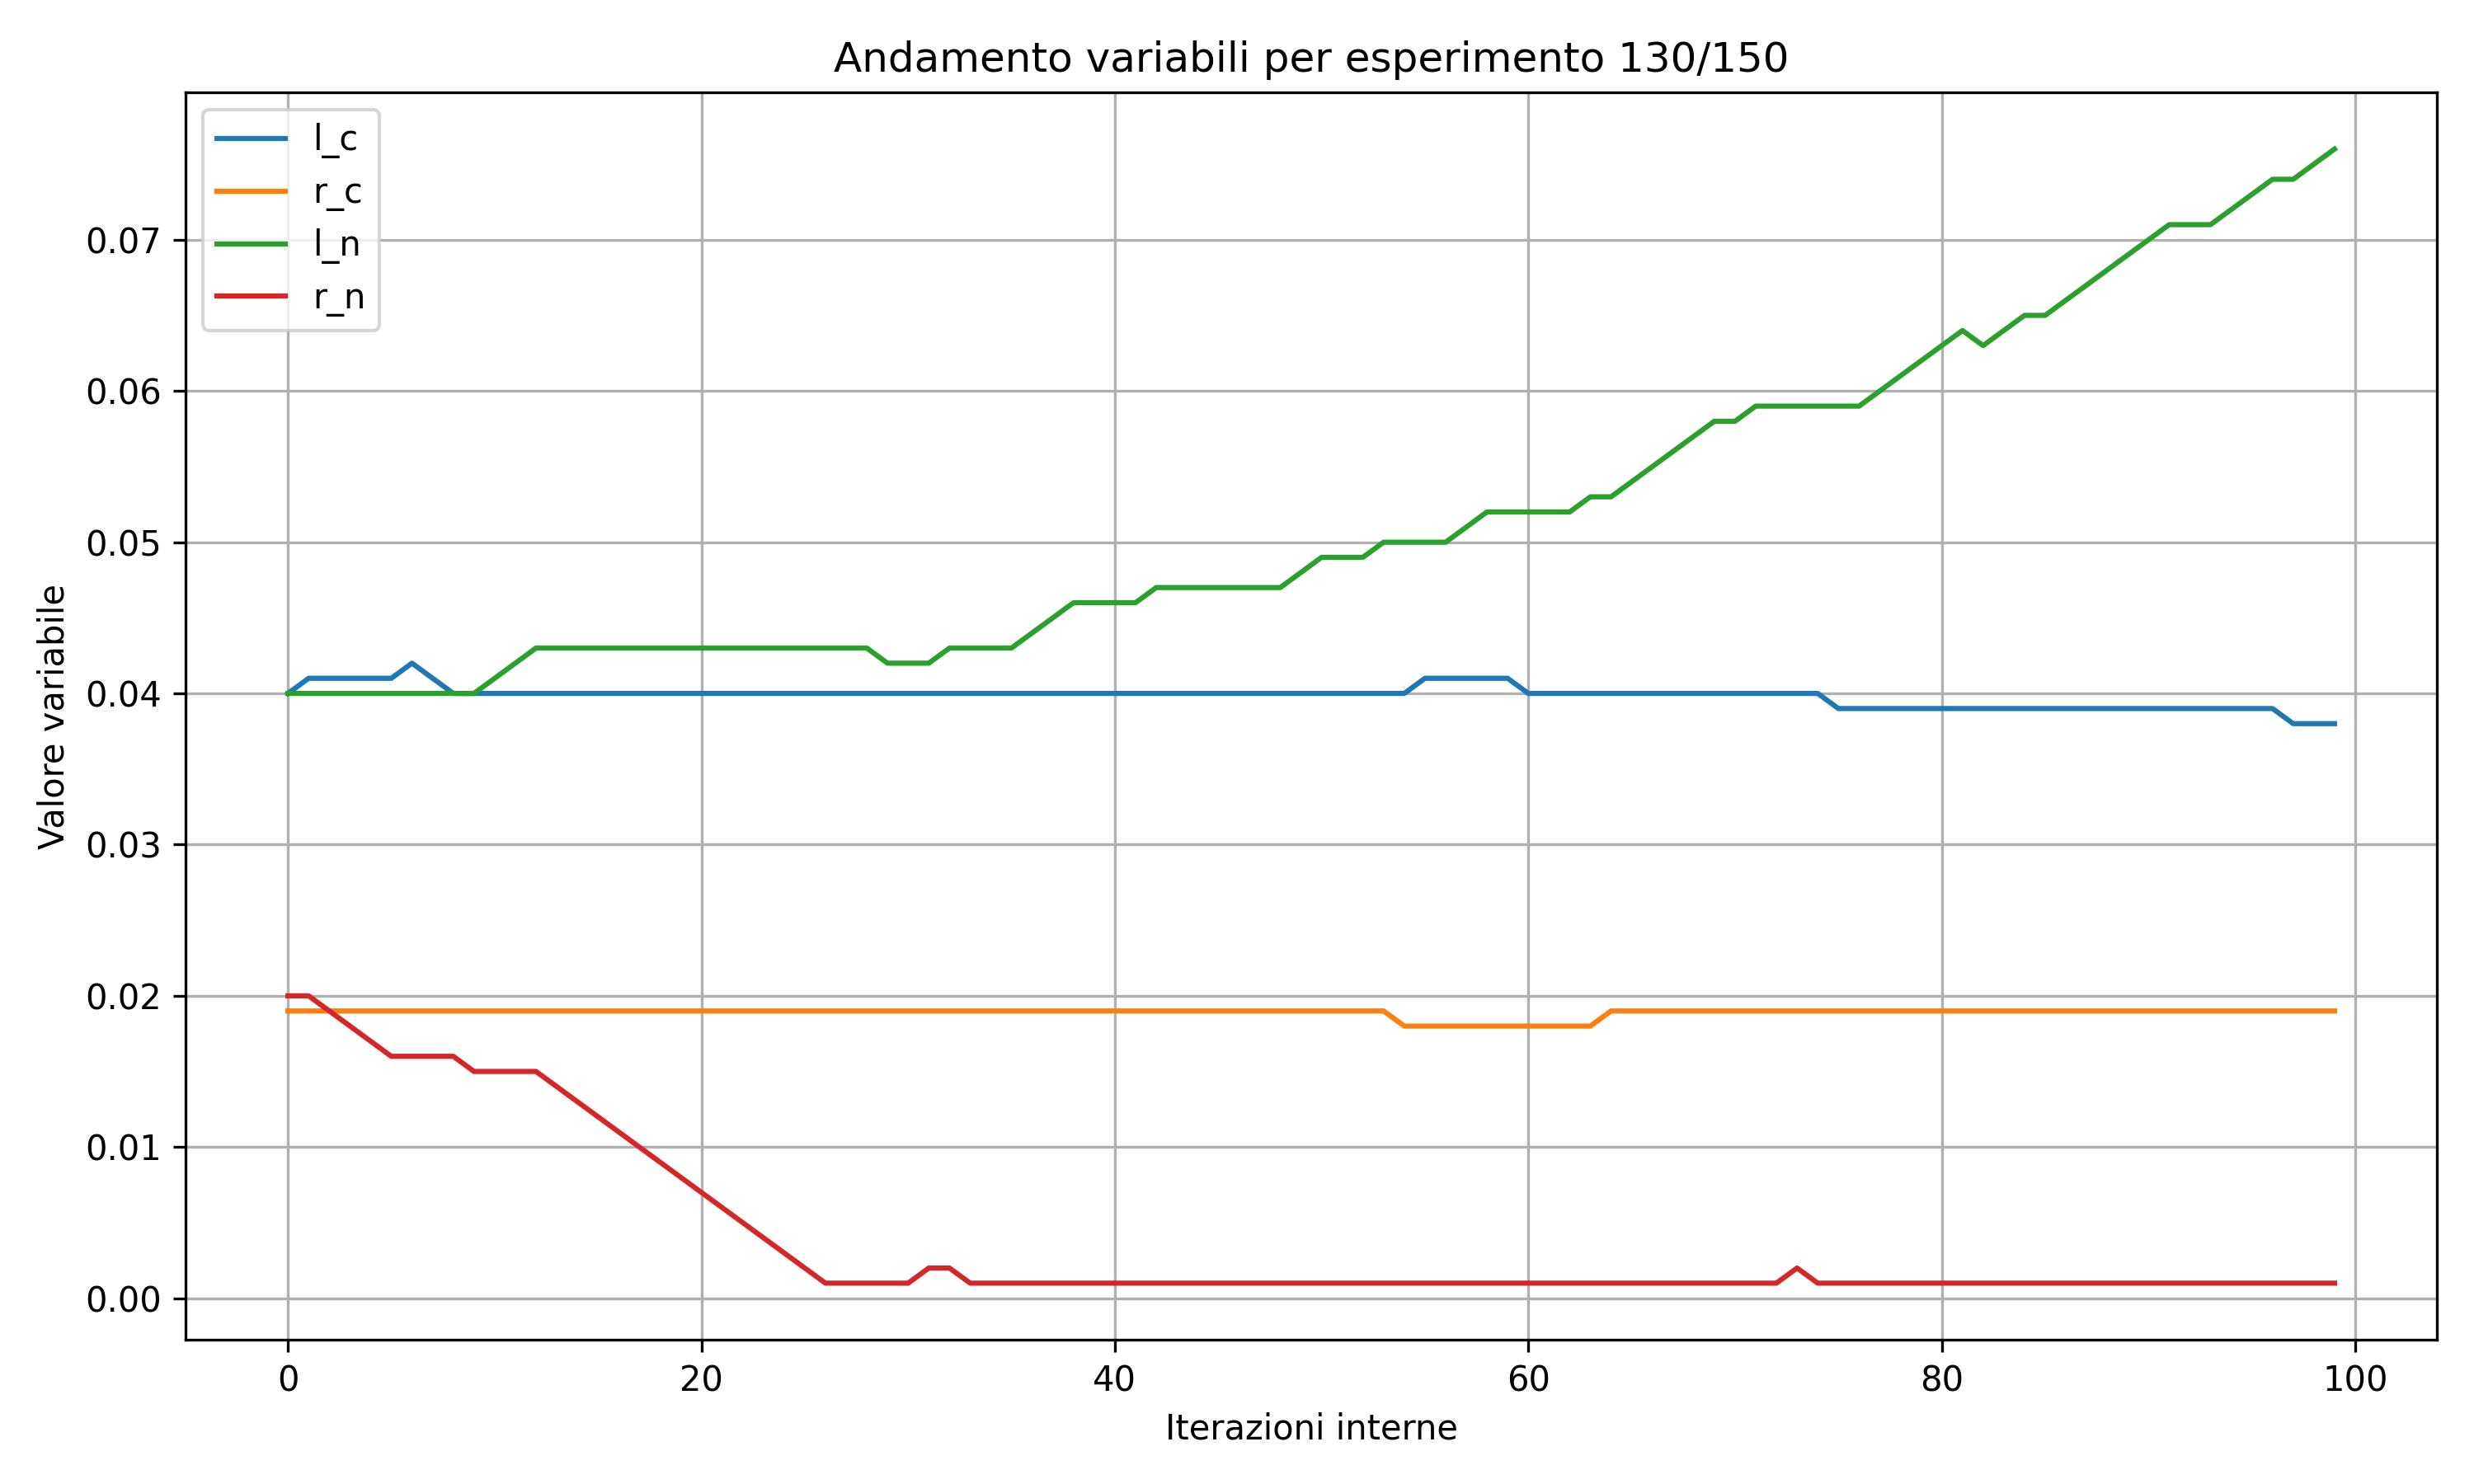 Andamento variabili per esperimento 130/150
l_c
r_c
l_n
r_n
Valore variabile
0.07
0.06
0.05
0.04
0.03
0.02
0.01
0.00
0 20 40 60 80 100
Iterazioni interne